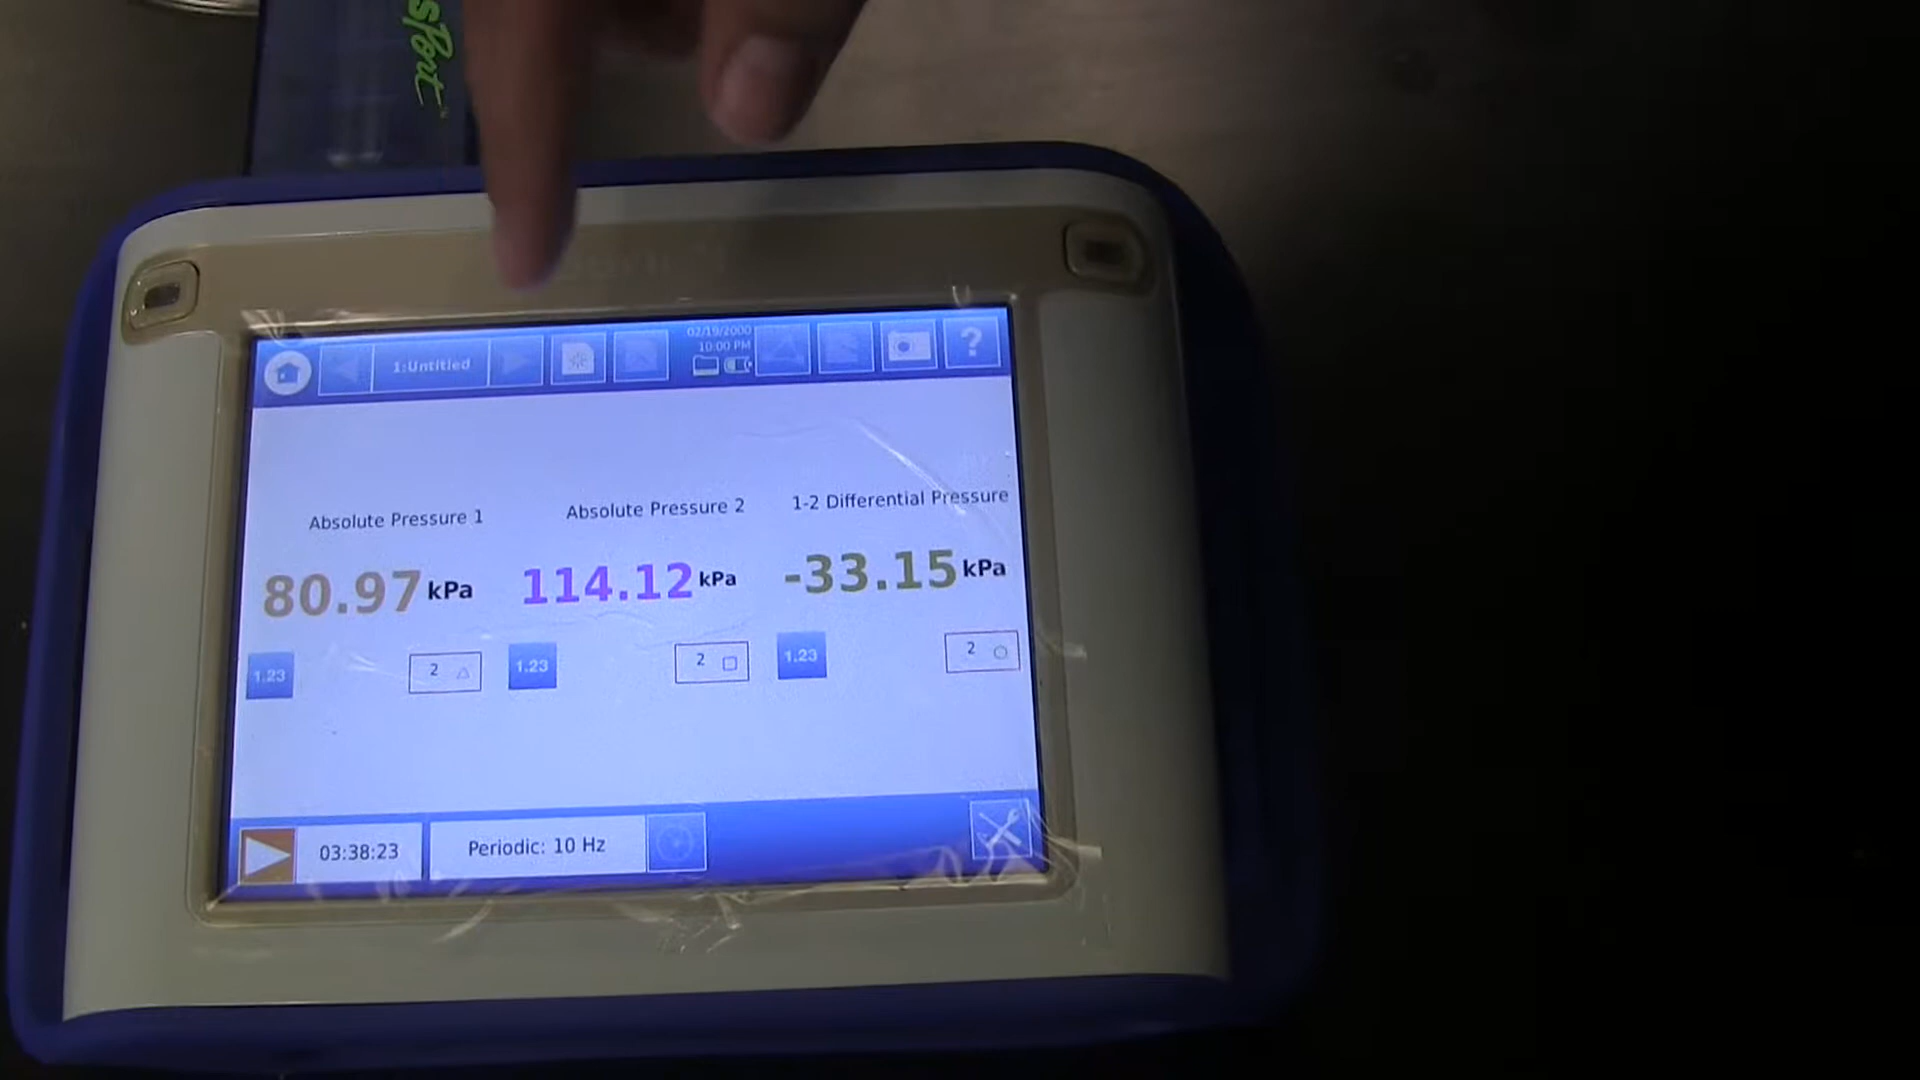 sPort
02/19/2000
1:Untitled
10:00 PM
?
Absolute Pressure 1
Absolute Pressure 2
1-2 Differential Pressure
80.97 kPa
114.12 kPa
-33.15 kPa
1.23
2
1.23
2
1.23
2
03:38:23
Periodic: 10 Hz